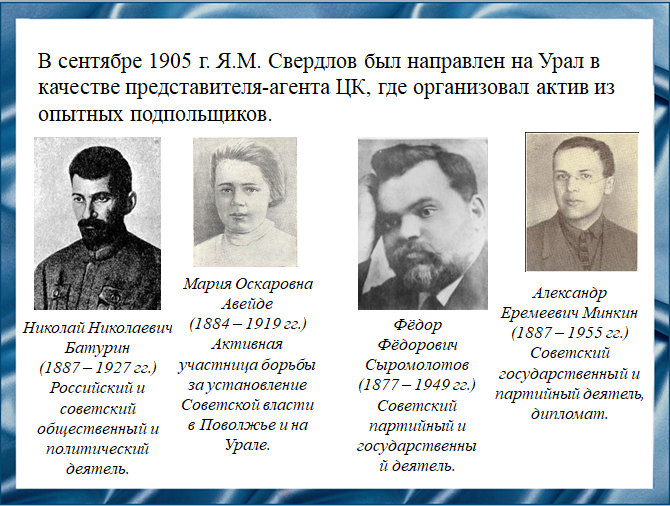 В сентябре 1905 г. Я.М. Свердлов был направлен на Урал в
качестве представителя-агента ЦК, где организовал актив из
опытных подпольщиков.
Николай Николаевич
Батурин
(1887 – 1927 гг.)
Российский и
советский
общественный и
политический
деятель.
Мария Оскаровна
Авейде
(1884 – 1919 гг.)
Активная
участница борьбы
за установление
Советской власти
в Поволжье и на
Урале.
Фёдор
Фёдорович
Сыромолотов
(1877 – 1949 гг.)
Советский
партийный и
государственны
й деятель.
Александр
Еремеевич Минкин
(1887 – 1955 гг.)
Советский
государственный и
партийный деятель,
дипломат.